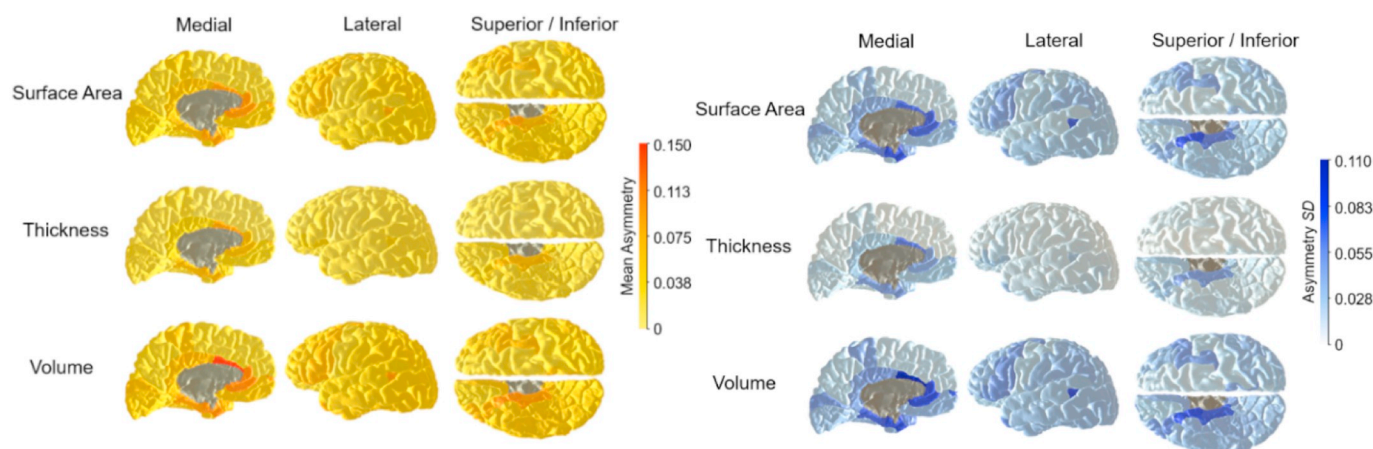 Medial Lateral Superior / Inferior
Surface Area
Thickness
Volume
0.150
0.113
0.075
0.038
0
Mean Asymmetry
Medial Lateral Superior / Inferior
Surface Area
Thickness
Volume
0.110
0.083
0.055
0.028
0
Asymmetry SD